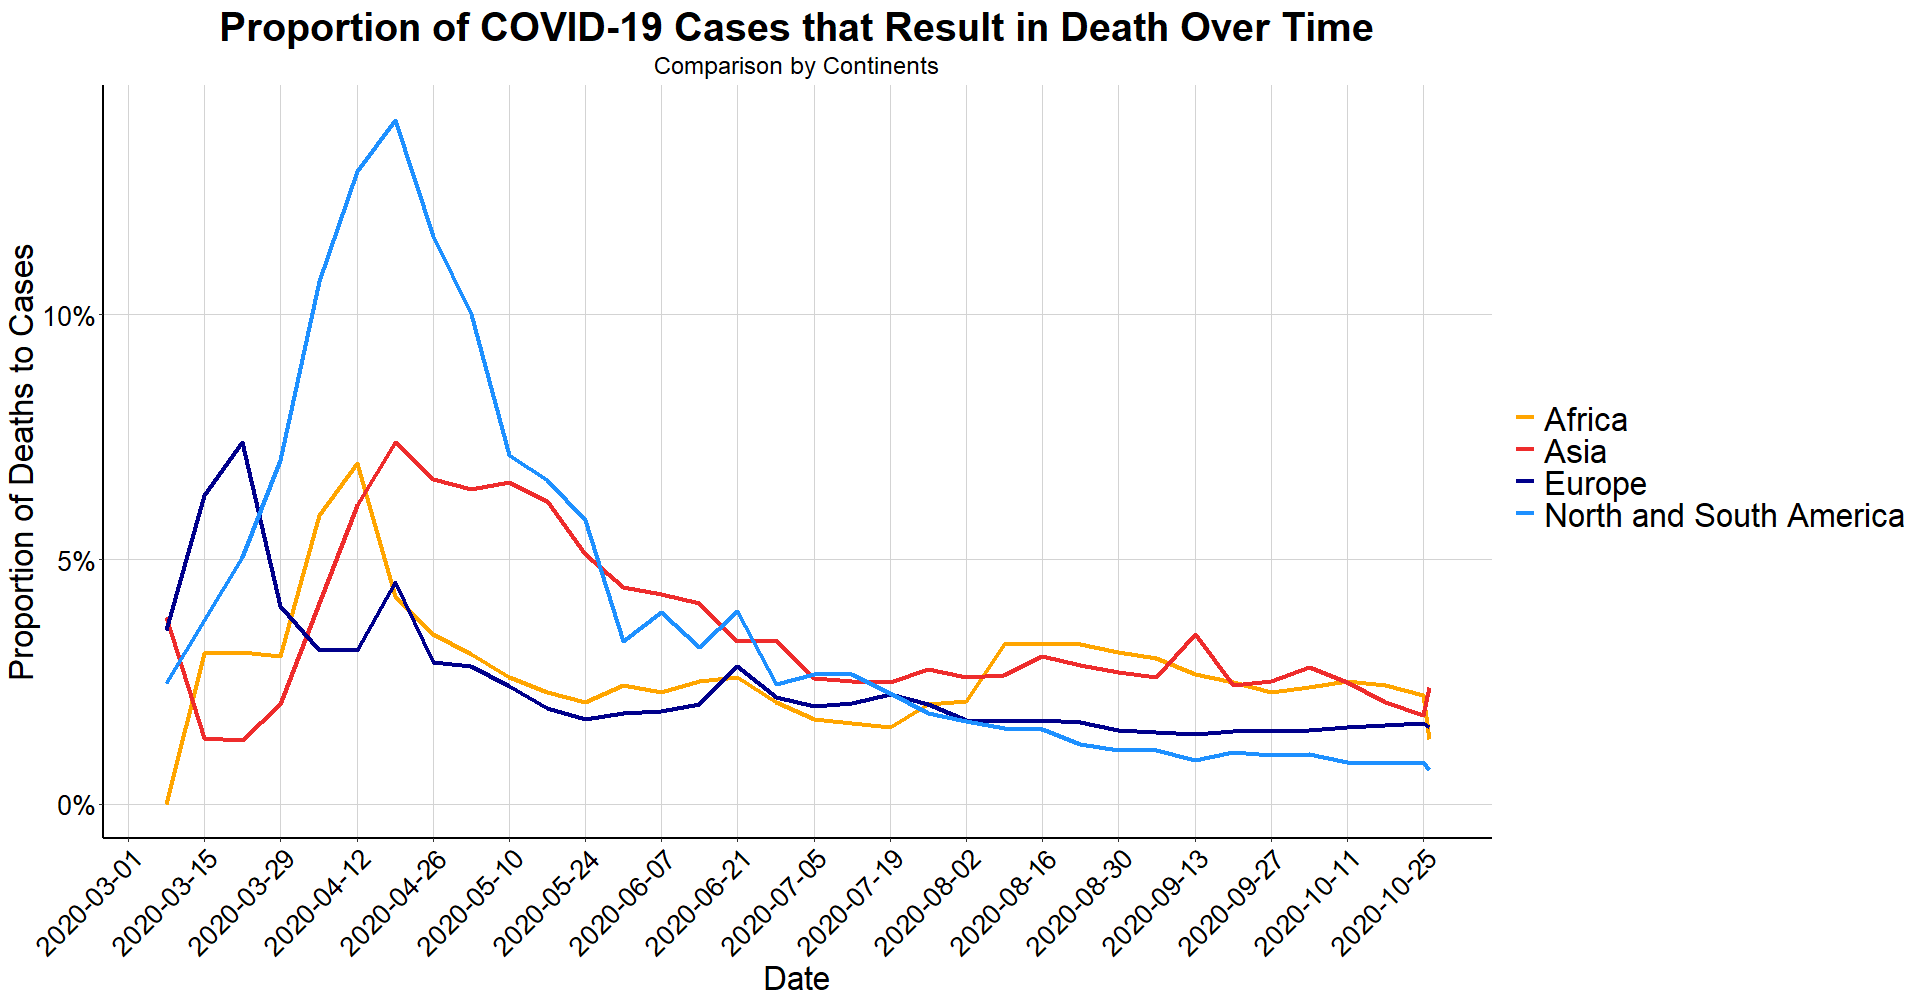 Proportion of COVID-19 Cases that Result in Death Over Time
Comparison by Continents
Proportion of Deaths to Cases
10%
5%
0%
2020-03-01
2020-03-15
2020-03-29
2020-04-12
2020-04-26
2020-05-10
2020-05-24
2020-06-07
2020-06-21
2020-07-05
2020-07-19
2020-08-02
2020-08-16
2020-08-30
2020-09-13
2020-09-27
2020-10-11
2020-10-25
Date
Africa
Asia
Europe
North and South America